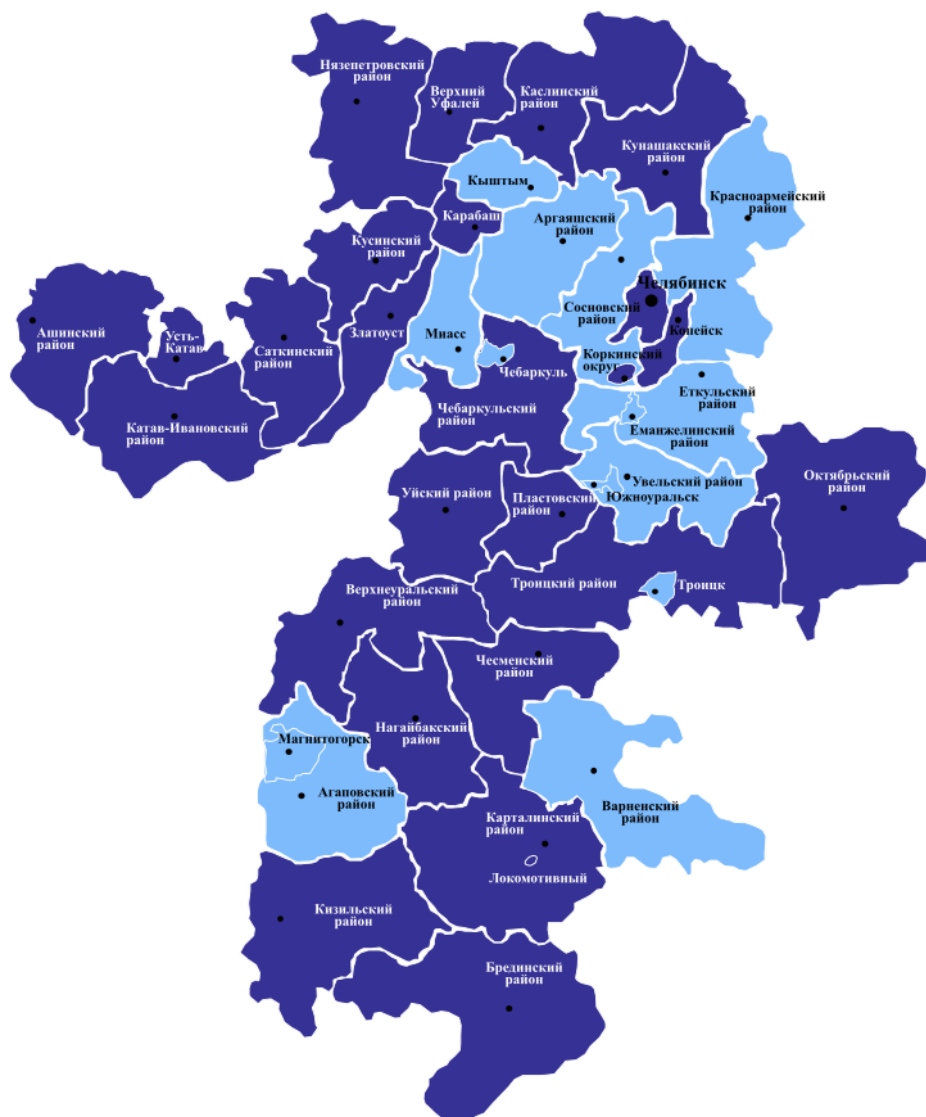 Нязепетровский
район
Верхний
Уфалей
Каслинский
район
Кунашакский
район
Кыштым
Красноармейский
район
Карабаш
Аргаяшский
район
Кусинский
район
Челябинск
Ашинский
район
Усть-
Катав
Саткинский
район
Златоуст
Миасс
Сосновский
район
Копейск
Чебаркуль
Коркинский
округ
Еткульский
район
Катав-Ивановский
район
Чебаркульский
район
Еманжелинский
район
Октябрьский
район
Уйский район
Пластовский
район
Увельский район
Южноуральск
Троицкий район
Троицк
Верхнеуральский
район
Чесменский
район
Нагайбакский
район
Магнитогорск
Агаповский
район
Варненский
район
Карталинский
район
Локомотивный
Кизильский
район
Брединский
район